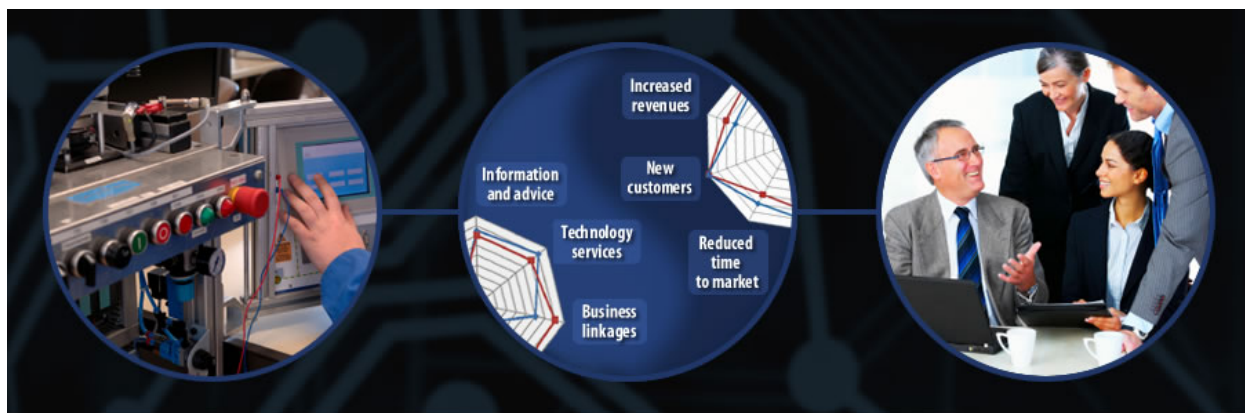 Increased
revenues
New
customers
Information
and advice
Technology
services
Reduced
time
to market
Business
linkages